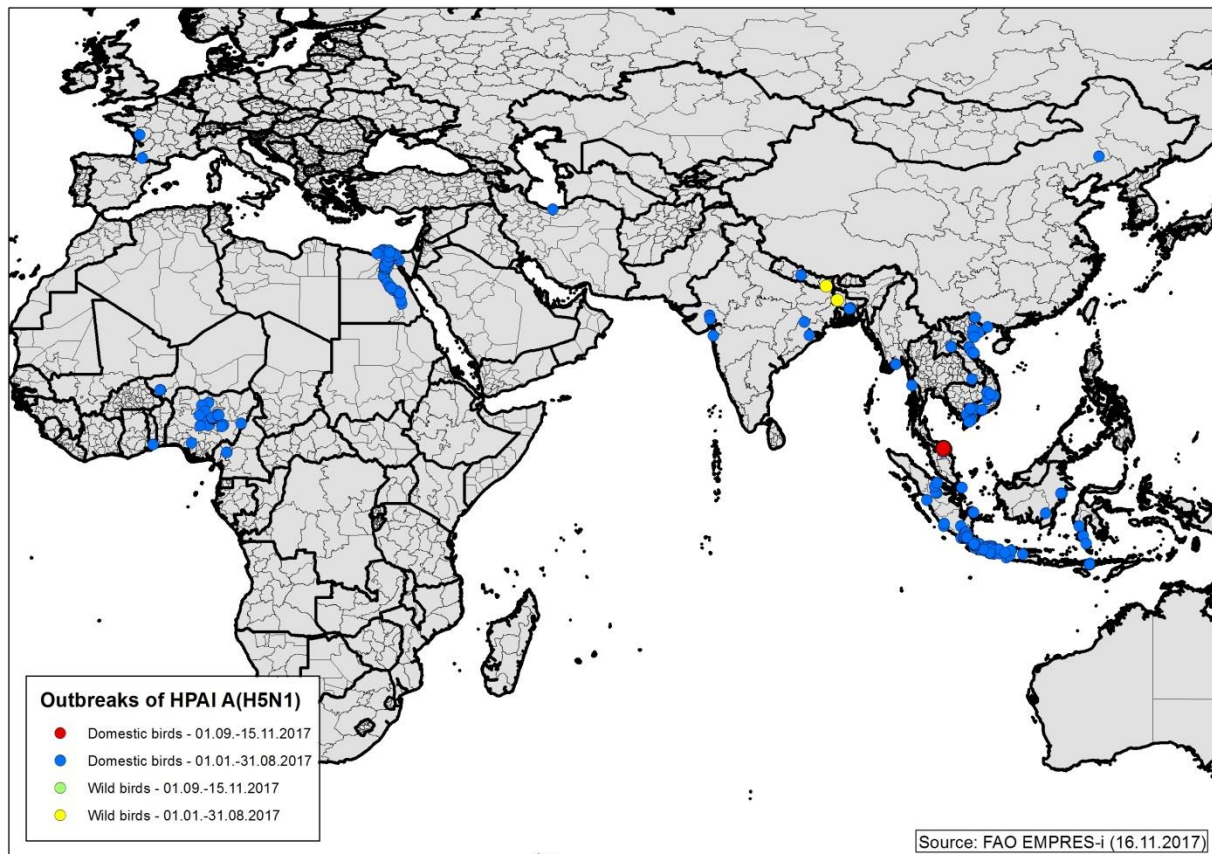 Outbreaks of HPAI A(H5N1)
Domestic birds - 01.09.-15.11.2017
Domestic birds - 01.01.-31.08.2017
Wild birds - 01.09.-15.11.2017
Wild birds - 01.01.-31.08.2017
Source: FAO EMPRES-i (16.11.2017)